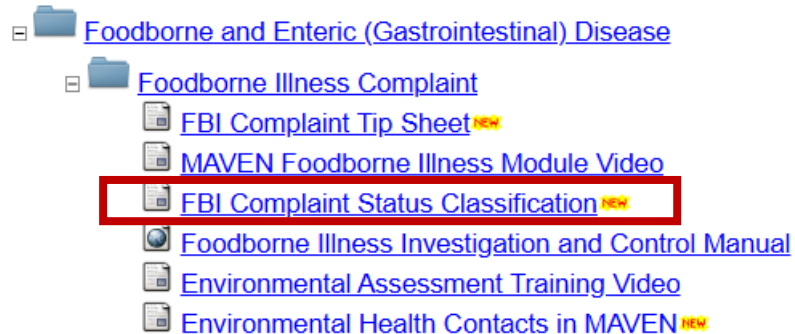 Foodborne and Enteric (Gastrointestinal) Disease
Foodborne Illness Complaint
FBI Complaint Tip Sheet NEW
MAVEN Foodborne Illness Module Video
FBI Complaint Status Classification NEW
Foodborne Illness Investigation and Control Manual
Environmental Assessment Training Video
Environmental Health Contacts in MAVEN NEW